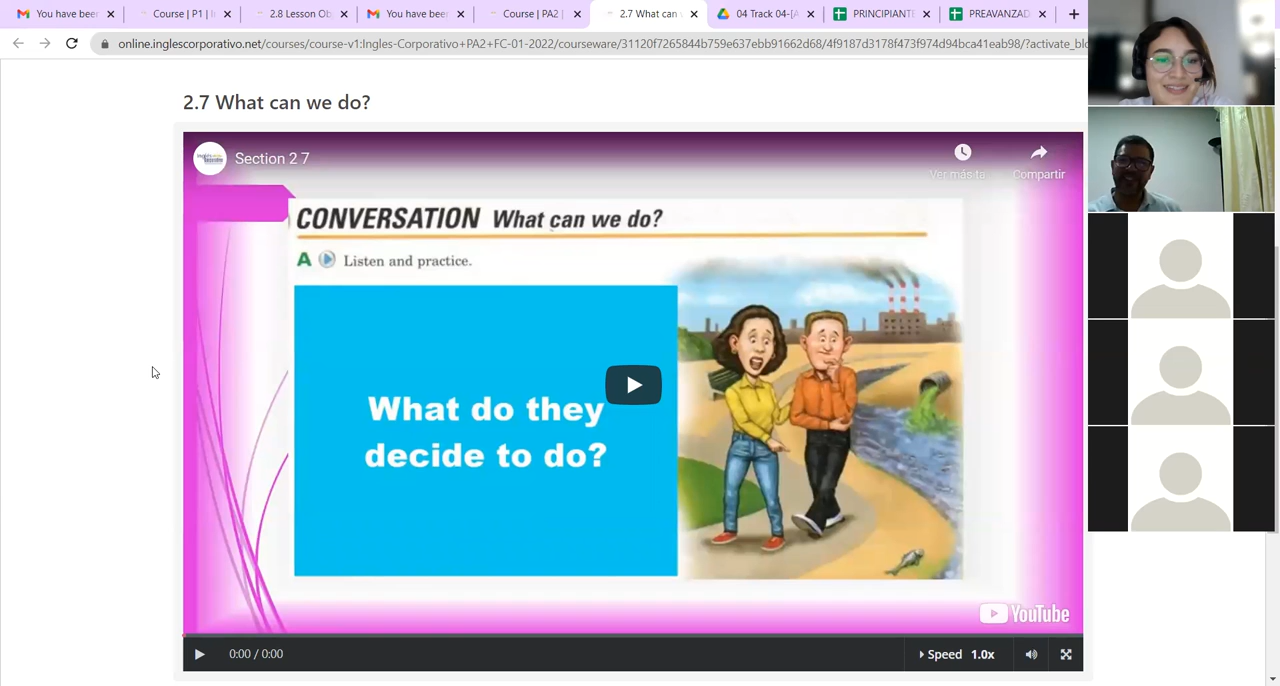 You have bee
Course | P1 | I
2.8 Lesson Ob
You have bee
Course | PA2 |
2.7 What can
04 Track 04-[A
PRINCIPIANTE
PREAVANZAD
online.inglescorporativo.net/courses/course-v1:Ingles-Corporativo+PA2+FC-01-2022/courseware/31120f7265844b759e637ebb91662d68/4f9187d3178f473f974d94bca41eab98/?activate_blo
2.7 What can we do?
Section 2 7
Ver más ta
Compartir
CONVERSATION What can we do?
A Listen and practice.
What do they
decide to do?
YouTube
0:00 / 0:00
Speed 1.0x